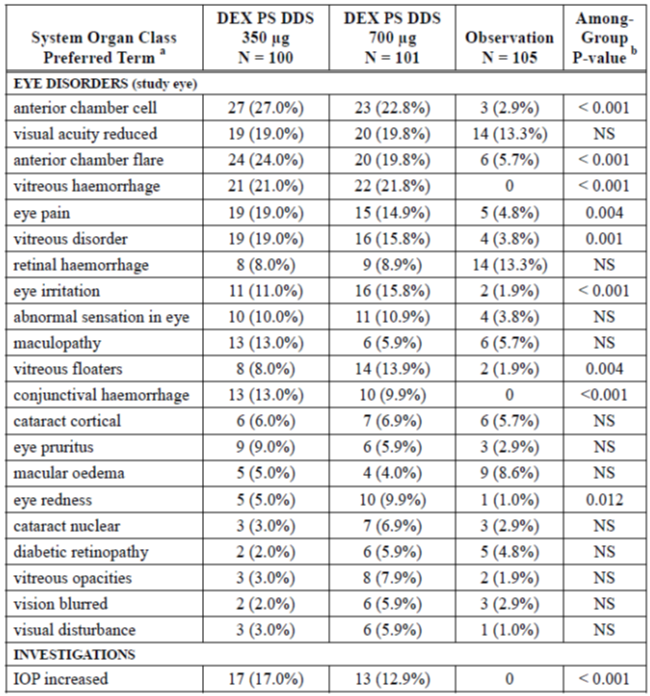 System Organ Class Preferred Term a | DEX PS DDS 350 µg N = 100 | DEX PS DDS 700 µg N = 101 | Observation N = 105 | Among-Group P-value b
EYE DISORDERS (study eye)
anterior chamber cell 27 (27.0%) 23 (22.8%) 3 (2.9%) < 0.001
visual acuity reduced 19 (19.0%) 20 (19.8%) 14 (13.3%) NS
anterior chamber flare 24 (24.0%) 20 (19.8%) 6 (5.7%) < 0.001
vitreous haemorrhage 21 (21.0%) 22 (21.8%) 0 < 0.001
eye pain 19 (19.0%) 15 (14.9%) 5 (4.8%) 0.004
vitreous disorder 19 (19.0%) 16 (15.8%) 4 (3.8%) 0.001
retinal haemorrhage 8 (8.0%) 9 (8.9%) 14 (13.3%) NS
eye irritation 11 (11.0%) 16 (15.8%) 2 (1.9%) < 0.001
abnormal sensation in eye 10 (10.0%) 11 (10.9%) 4 (3.8%) NS
maculopathy 13 (13.0%) 6 (5.9%) 6 (5.7%) NS
vitreous floaters 8 (8.0%) 14 (13.9%) 2 (1.9%) 0.004
conjunctival haemorrhage 13 (13.0%) 10 (9.9%) 0 <0.001
cataract cortical 6 (6.0%) 7 (6.9%) 6 (5.7%) NS
eye pruritus 9 (9.0%) 6 (5.9%) 3 (2.9%) NS
macular oedema 5 (5.0%) 4 (4.0%) 9 (8.6%) NS
eye redness 5 (5.0%) 10 (9.9%) 1 (1.0%) 0.012
cataract nuclear 3 (3.0%) 7 (6.9%) 3 (2.9%) NS
diabetic retinopathy 2 (2.0%) 6 (5.9%) 5 (4.8%) NS
vitreous opacities 3 (3.0%) 8 (7.9%) 2 (1.9%) NS
vision blurred 2 (2.0%) 6 (5.9%) 3 (2.9%) NS
visual disturbance 3 (3.0%) 6 (5.9%) 1 (1.0%) NS
INVESTIGATIONS
IOP increased 17 (17.0%) 13 (12.9%) 0 < 0.001